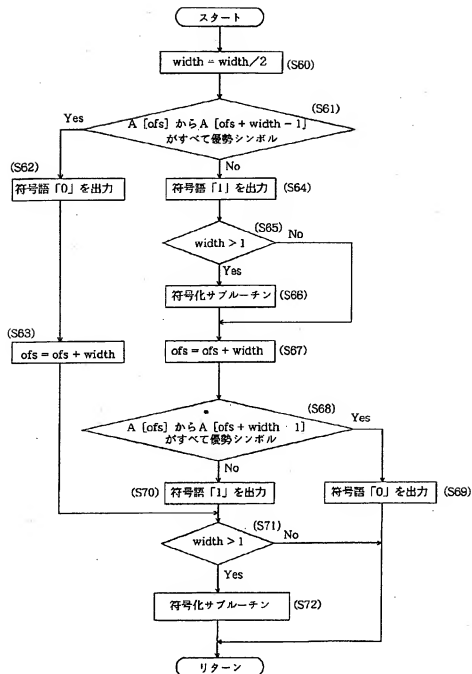 スタート
width = width/2
(S60)
(S61)
Yes
A [ofs] からA [ofs + width - 1]
がすべて優勢シンボル
(S62)
No
符号語「0」を出力
符号語「1」を出力
(S64)
(S65)
No
width > 1
Yes
符号化サブルーチン
(S66)
(S63)
ofs = ofs + width
ofs = ofs + width
(S67)
(S68)
Yes
A [ofs] からA [ofs + width 1]
がすべて優勢シンボル
No
(S70)
符号語「1」を出力
符号語「0」を出力
(S69)
(S71)
No
width > 1
Yes
符号化サブルーチン
(S72)
リターン